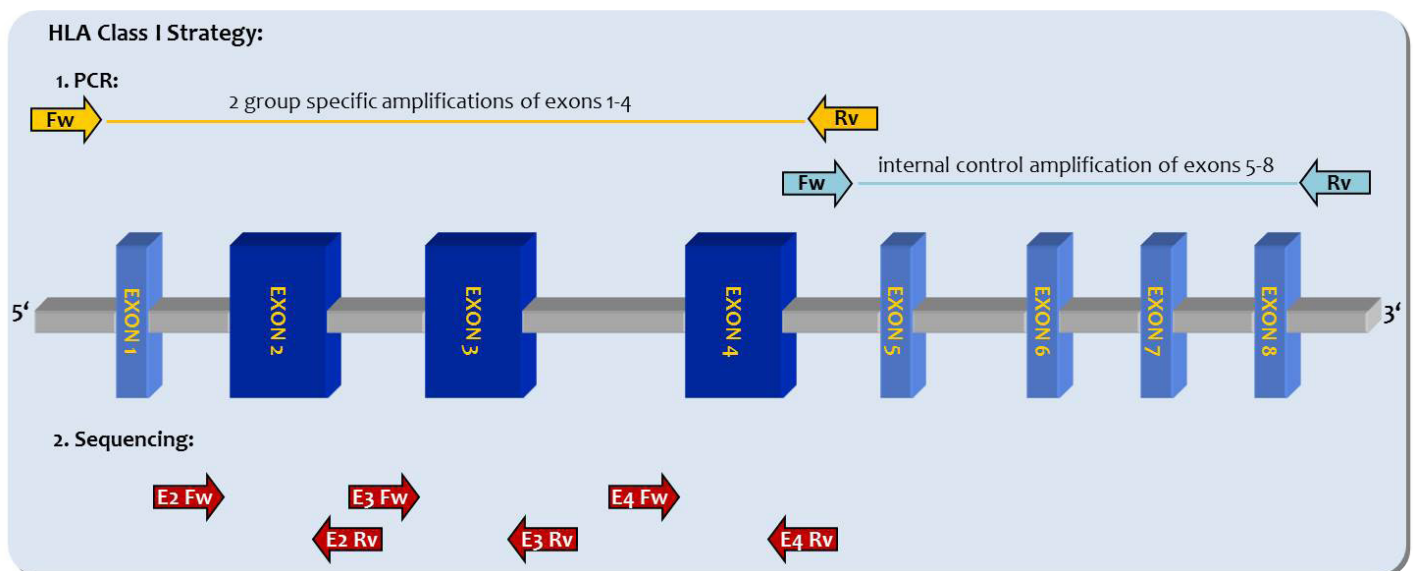 HLA Class I Strategy:
1. PCR:
2 group specific amplifications of exons 1-4
Fw
Rv
internal control amplification of exons 5-8
Fw
Rv
5‘
EXON 1
EXON 2
EXON 3
EXON 4
EXON 5
EXON 6
EXON 7
EXON 8
3‘
2. Sequencing:
E2 Fw
E3 Fw
E4 Fw
E2 Rv
E3 Rv
E4 Rv